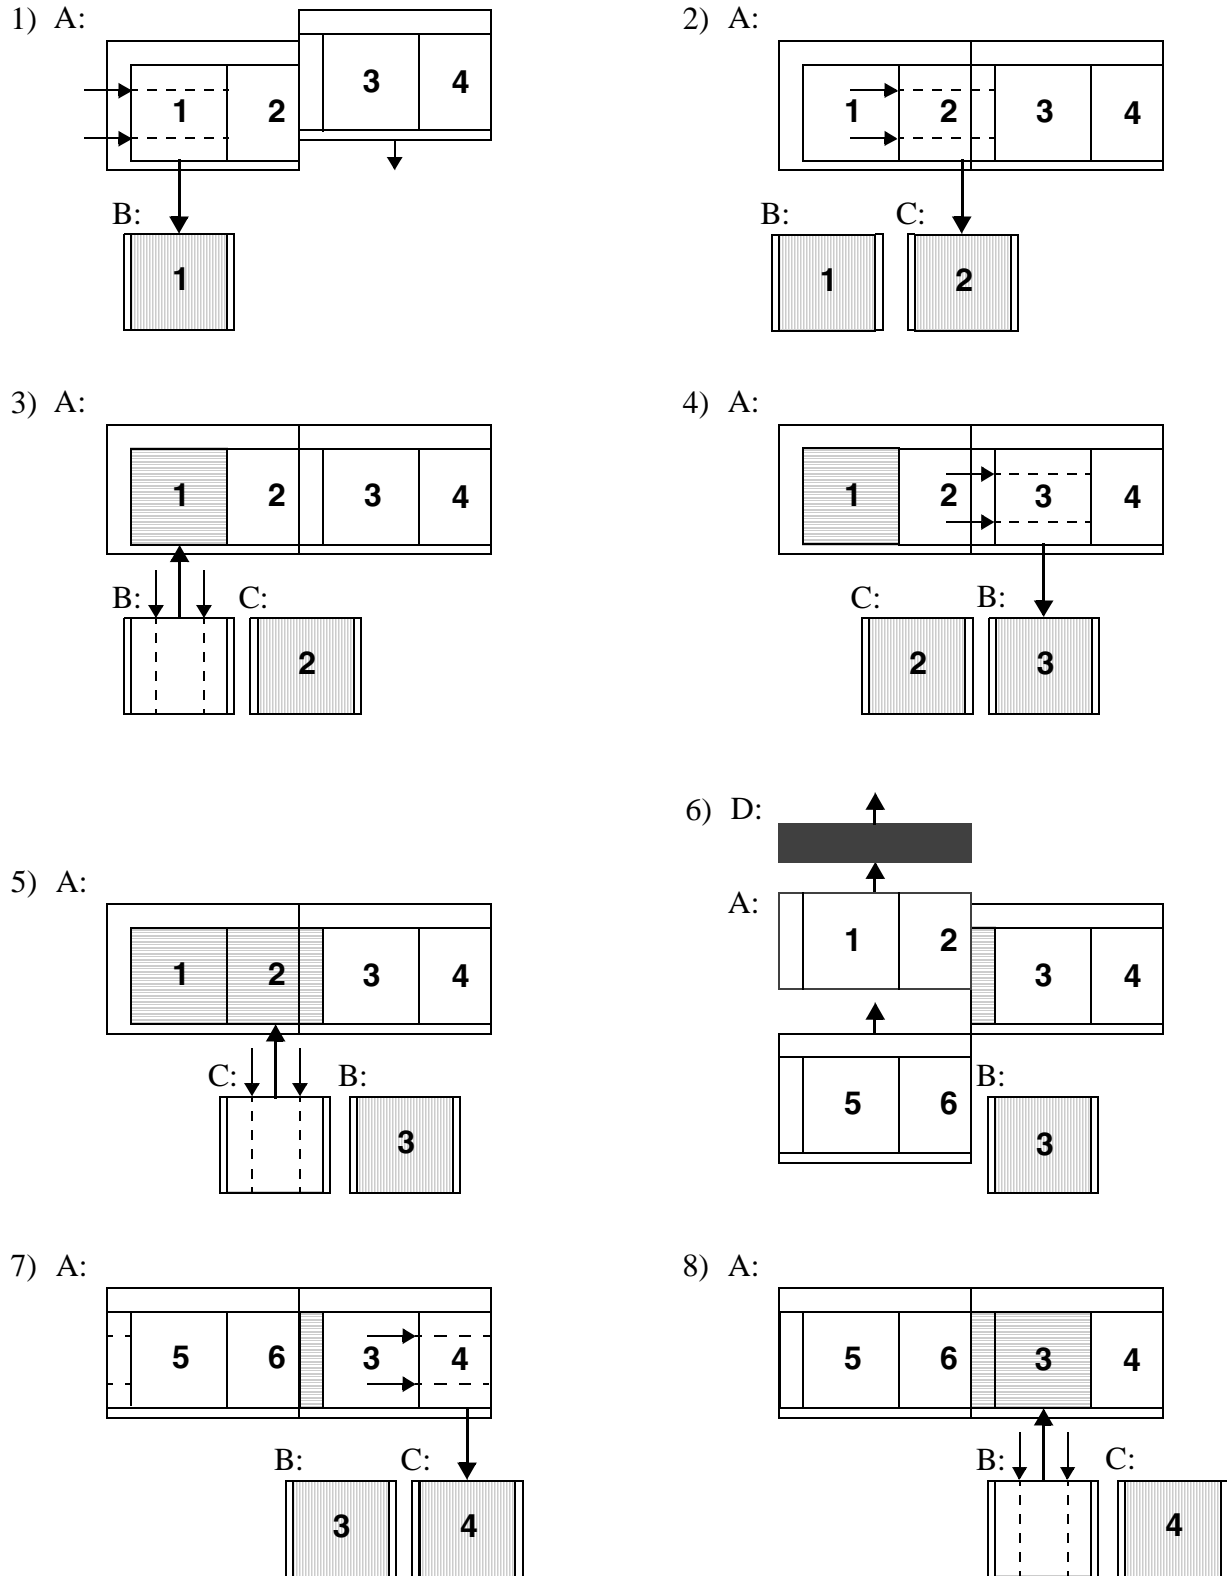 1) A:
1 2 3 4
B:
1
2) A:
1 2 3 4
B: C:
1 2
3) A:
1 2 3 4
B: C:
2
4) A:
1 2 3 4
C: B:
2 3
5) A:
1 2 3 4
C: B:
3
6) D:
A:
1 2 3 4
5 6
B:
3
7) A:
5 6 3 4
B: C:
3 4
8) A:
5 6 3 4
B: C:
4